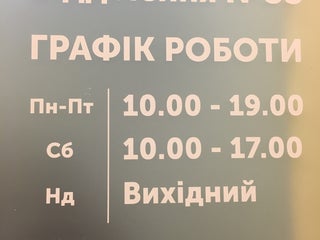 ГРАФІК РОБОТИ
Пн-Пт 10.00 - 19.00
Сб 10.00 - 17.00
Нд Вихідний